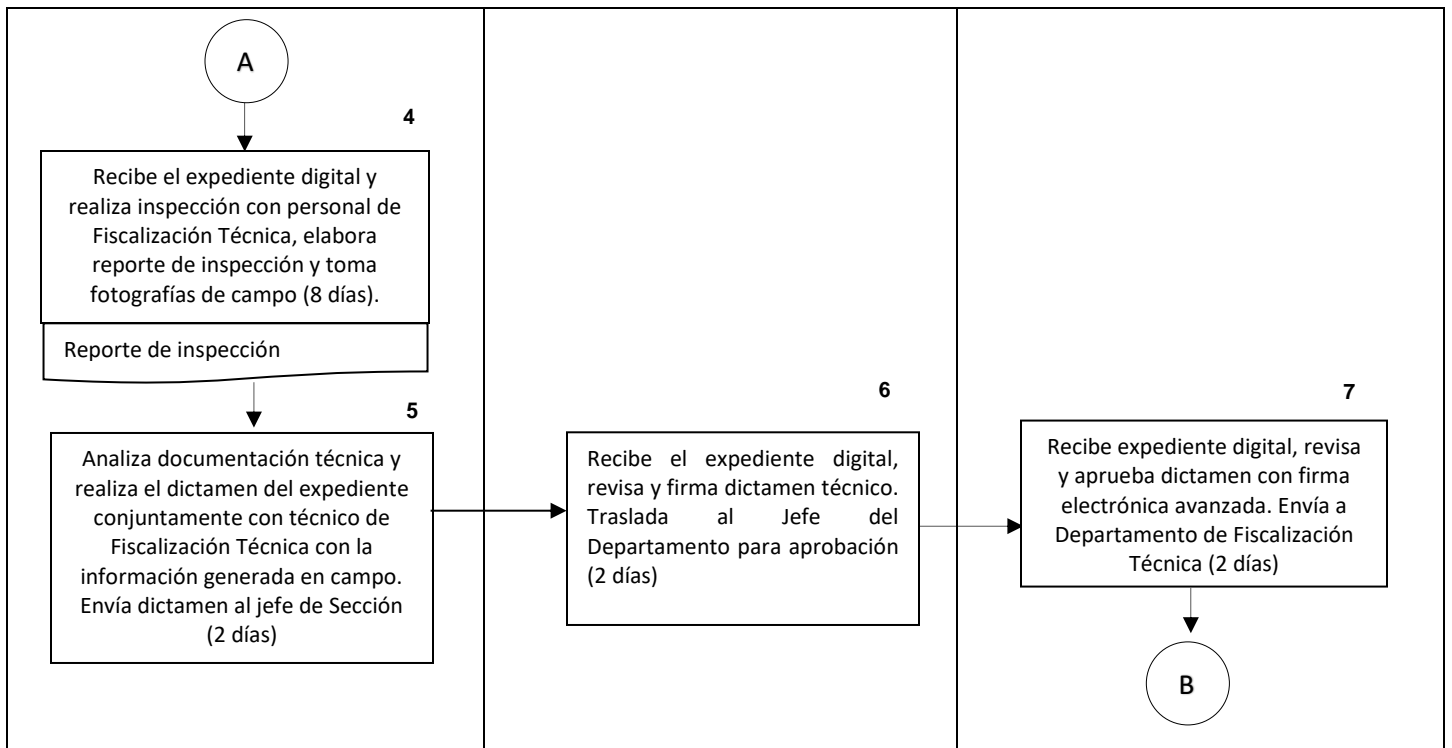 A
4
Recibe el expediente digital y
realiza inspección con personal de
Fiscalización Técnica, elabora
reporte de inspección y toma
fotografías de campo (8 días).
Reporte de inspección
5
Analiza documentación técnica y
realiza el dictamen del expediente
conjuntamente con técnico de
Fiscalización Técnica con la
información generada en campo.
Envía dictamen al jefe de Sección
(2 días)
6
Recibe el expediente digital,
revisa y firma dictamen técnico.
Traslada al Jefe del
Departamento para aprobación
(2 días)
7
Recibe expediente digital, revisa
y aprueba dictamen con firma
electrónica avanzada. Envía a
Departamento de Fiscalización
Técnica (2 días)
B